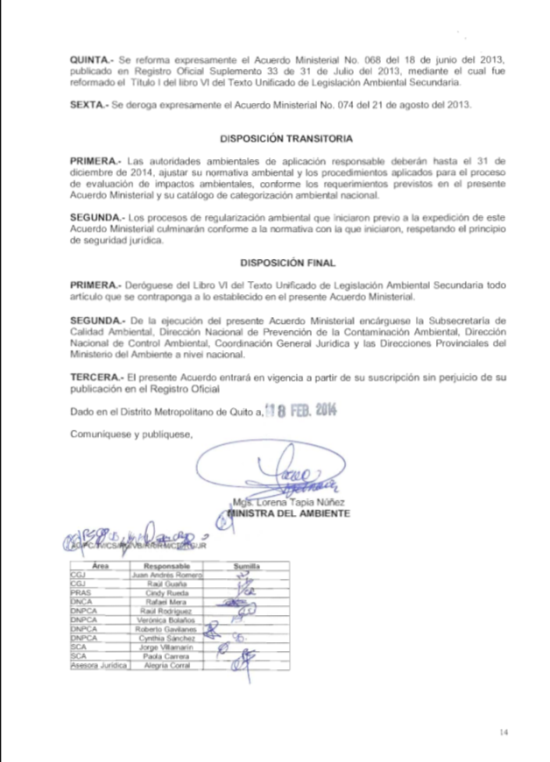 QUINTA.- Se reforma expresamente el Acuerdo Ministerial No. 068 del 18 de junio del 2013,
publicado en Registro Oficial Suplemento 33 de 31 de Julio del 2013, mediante el cual fue
reformado el Título I del libro VI del Texto Unificado de Legislación Ambiental Secundaria.
SEXTA.- Se deroga expresamente el Acuerdo Ministerial No. 074 del 21 de agosto del 2013.
DISPOSICIÓN TRANSITORIA
PRIMERA.- Las autoridades ambientales de aplicación responsable deberán hasta el 31 de
diciembre de 2014, ajustar su normativa ambiental y los procedimientos aplicados para el proceso
de evaluación de impactos ambientales, conforme los requerimientos previstos en el presente
Acuerdo Ministerial y su catálogo de categorización ambiental nacional.
SEGUNDA.- Los procesos de regularización ambiental que iniciaron previo a la expedición de este
Acuerdo Ministerial culminarán conforme a la normativa con la que iniciaron, respetando el principio
de seguridad jurídica.
DISPOSICIÓN FINAL
PRIMERA.- Deróguese del Libro VI del Texto Unificado de Legislación Ambiental Secundaria todo
artículo que se contraponga a lo establecido en el presente Acuerdo Ministerial.
SEGUNDA.- De la ejecución del presente Acuerdo Ministerial encárguese la Subsecretaria de
Calidad Ambiental, Dirección Nacional de Prevención de la Contaminación Ambiental, Dirección
Nacional de Control Ambiental, Coordinación General Jurídica y las Direcciones Provinciales del
Ministerio del Ambiente a nivel nacional.
TERCERA.- El presente Acuerdo entrará en vigencia a partir de su suscripción sin perjuicio de su
publicación en el Registro Oficial
Dado en el Distrito Metropolitano de Quito a, 18 FEB. 2014
Comuníquese y publíquese,
Mgs. Lorena Tapia Núñez
MINISTRA DEL AMBIENTE
Área Responsable Sumilla
CGJ Juan Andrés Romero
CGJ Raúl Guaña
PRAS Cindy Rueda
DNCA Rafael Mera
DNPCA Raúl Rodríguez
DNPCA Verónica Bolaños
DNPCA Roberto Gavilanes
DNPCA Cynthia Sánchez
SCA Jorge Villamarín
SCA Paola Carrera
Asesora Jurídica Alegría Corral
14